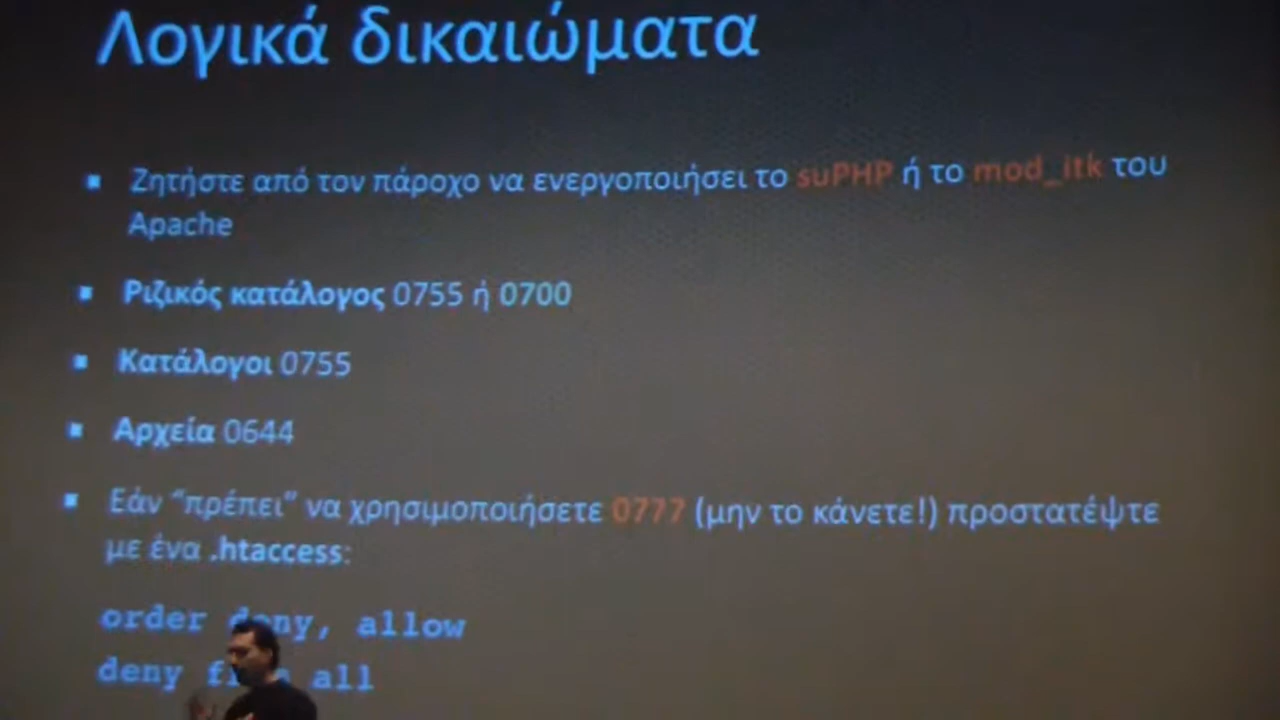 Λογικά δικαιώματα
Ζητήστε από τον πάροχο να ενεργοποιήσει το suPHP ή το mod_itk του
Apache
Ριζικός κατάλογος 0755 ή 0700
Κατάλογοι 0755
Αρχεία 0644
Εάν “πρέπει” να χρησιμοποιήσετε 0777 (μην το κάνετε!) προστατέψτε
με ένα .htaccess:
order deny, allow
deny all